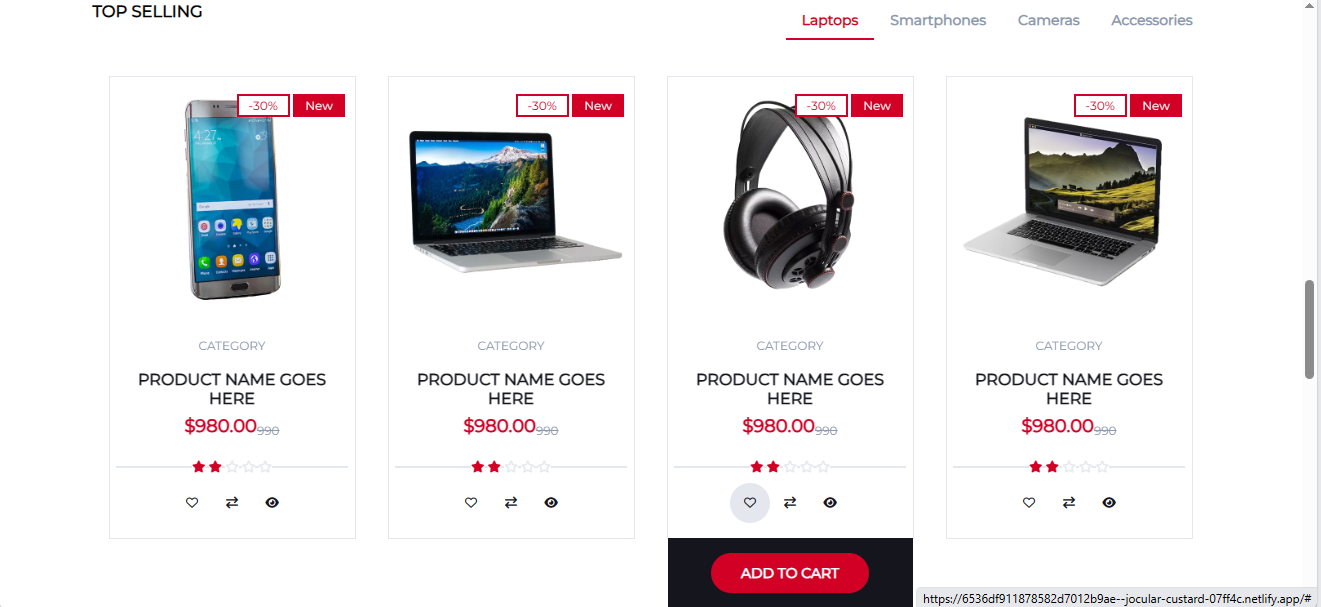 TOP SELLING
Laptops Smartphones Cameras Accessories
-30% New
-30% New
-30% New
-30% New
4:27
CATEGORY
CATEGORY
CATEGORY
CATEGORY
PRODUCT NAME GOES
HERE
PRODUCT NAME GOES
HERE
PRODUCT NAME GOES
HERE
PRODUCT NAME GOES
HERE
$980.00 990
$980.00 990
$980.00 990
$980.00 990
ADD TO CART
https://6536df911878582d7012b9ae--jocular-custard-07ff4c.netlify.app/#